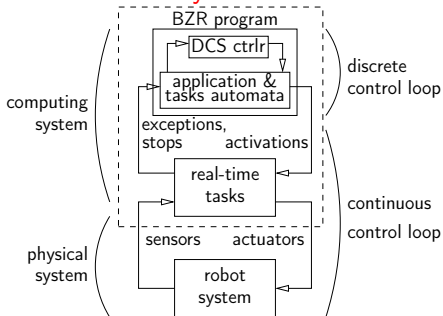 BZR program
DCS ctrlr
application &
tasks automata
discrete
control loop
computing
system
exceptions,
stops
activations
real-time
tasks
continuous
control loop
sensors
actuators
physical
system
robot
system